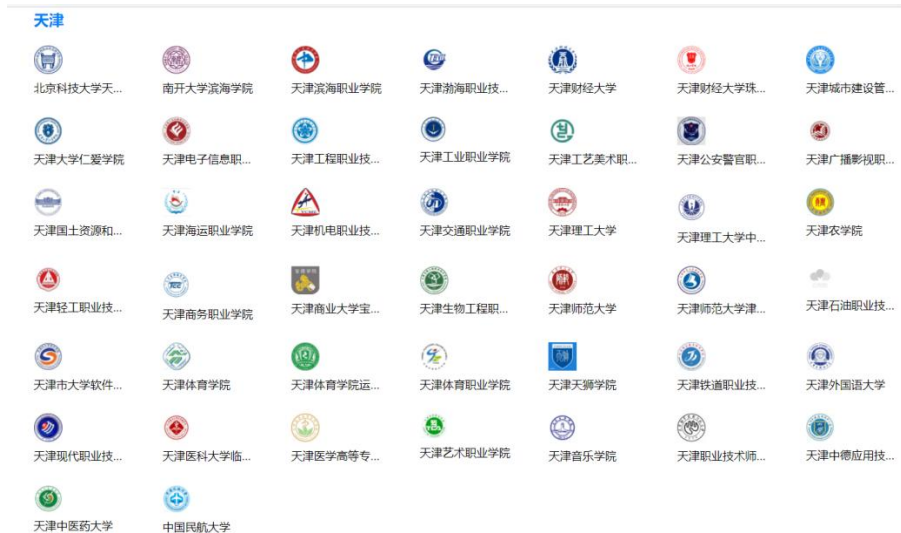 天津
北京科技大学天...
南开大学滨海学院
天津滨海职业学院
天津渤海职业技...
天津财经大学
天津财经大学珠...
天津城市建设管...
天津大学仁爱学院
天津电子信息职...
天津工程职业技...
天津工业职业学院
天津工艺美术职...
天津公安警官职...
天津广播影视职...
天津国土资源和...
天津海运职业学院
天津机电职业技...
天津交通职业学院
天津理工大学
天津理工大学中...
天津农学院
天津轻工职业技...
天津商务职业学院
天津商业大学宝...
天津生物工程职...
天津师范大学
天津师范大学津...
天津石油职业技...
天津市大学软件...
天津体育学院
天津体育学院运...
天津体育职业学院
天津天狮学院
天津铁道职业技...
天津外国语大学
天津现代职业技...
天津医科大学临...
天津医学高等专...
天津艺术职业学院
天津音乐学院
天津职业技术师...
天津中德应用技...
天津中医药大学
中国民航大学